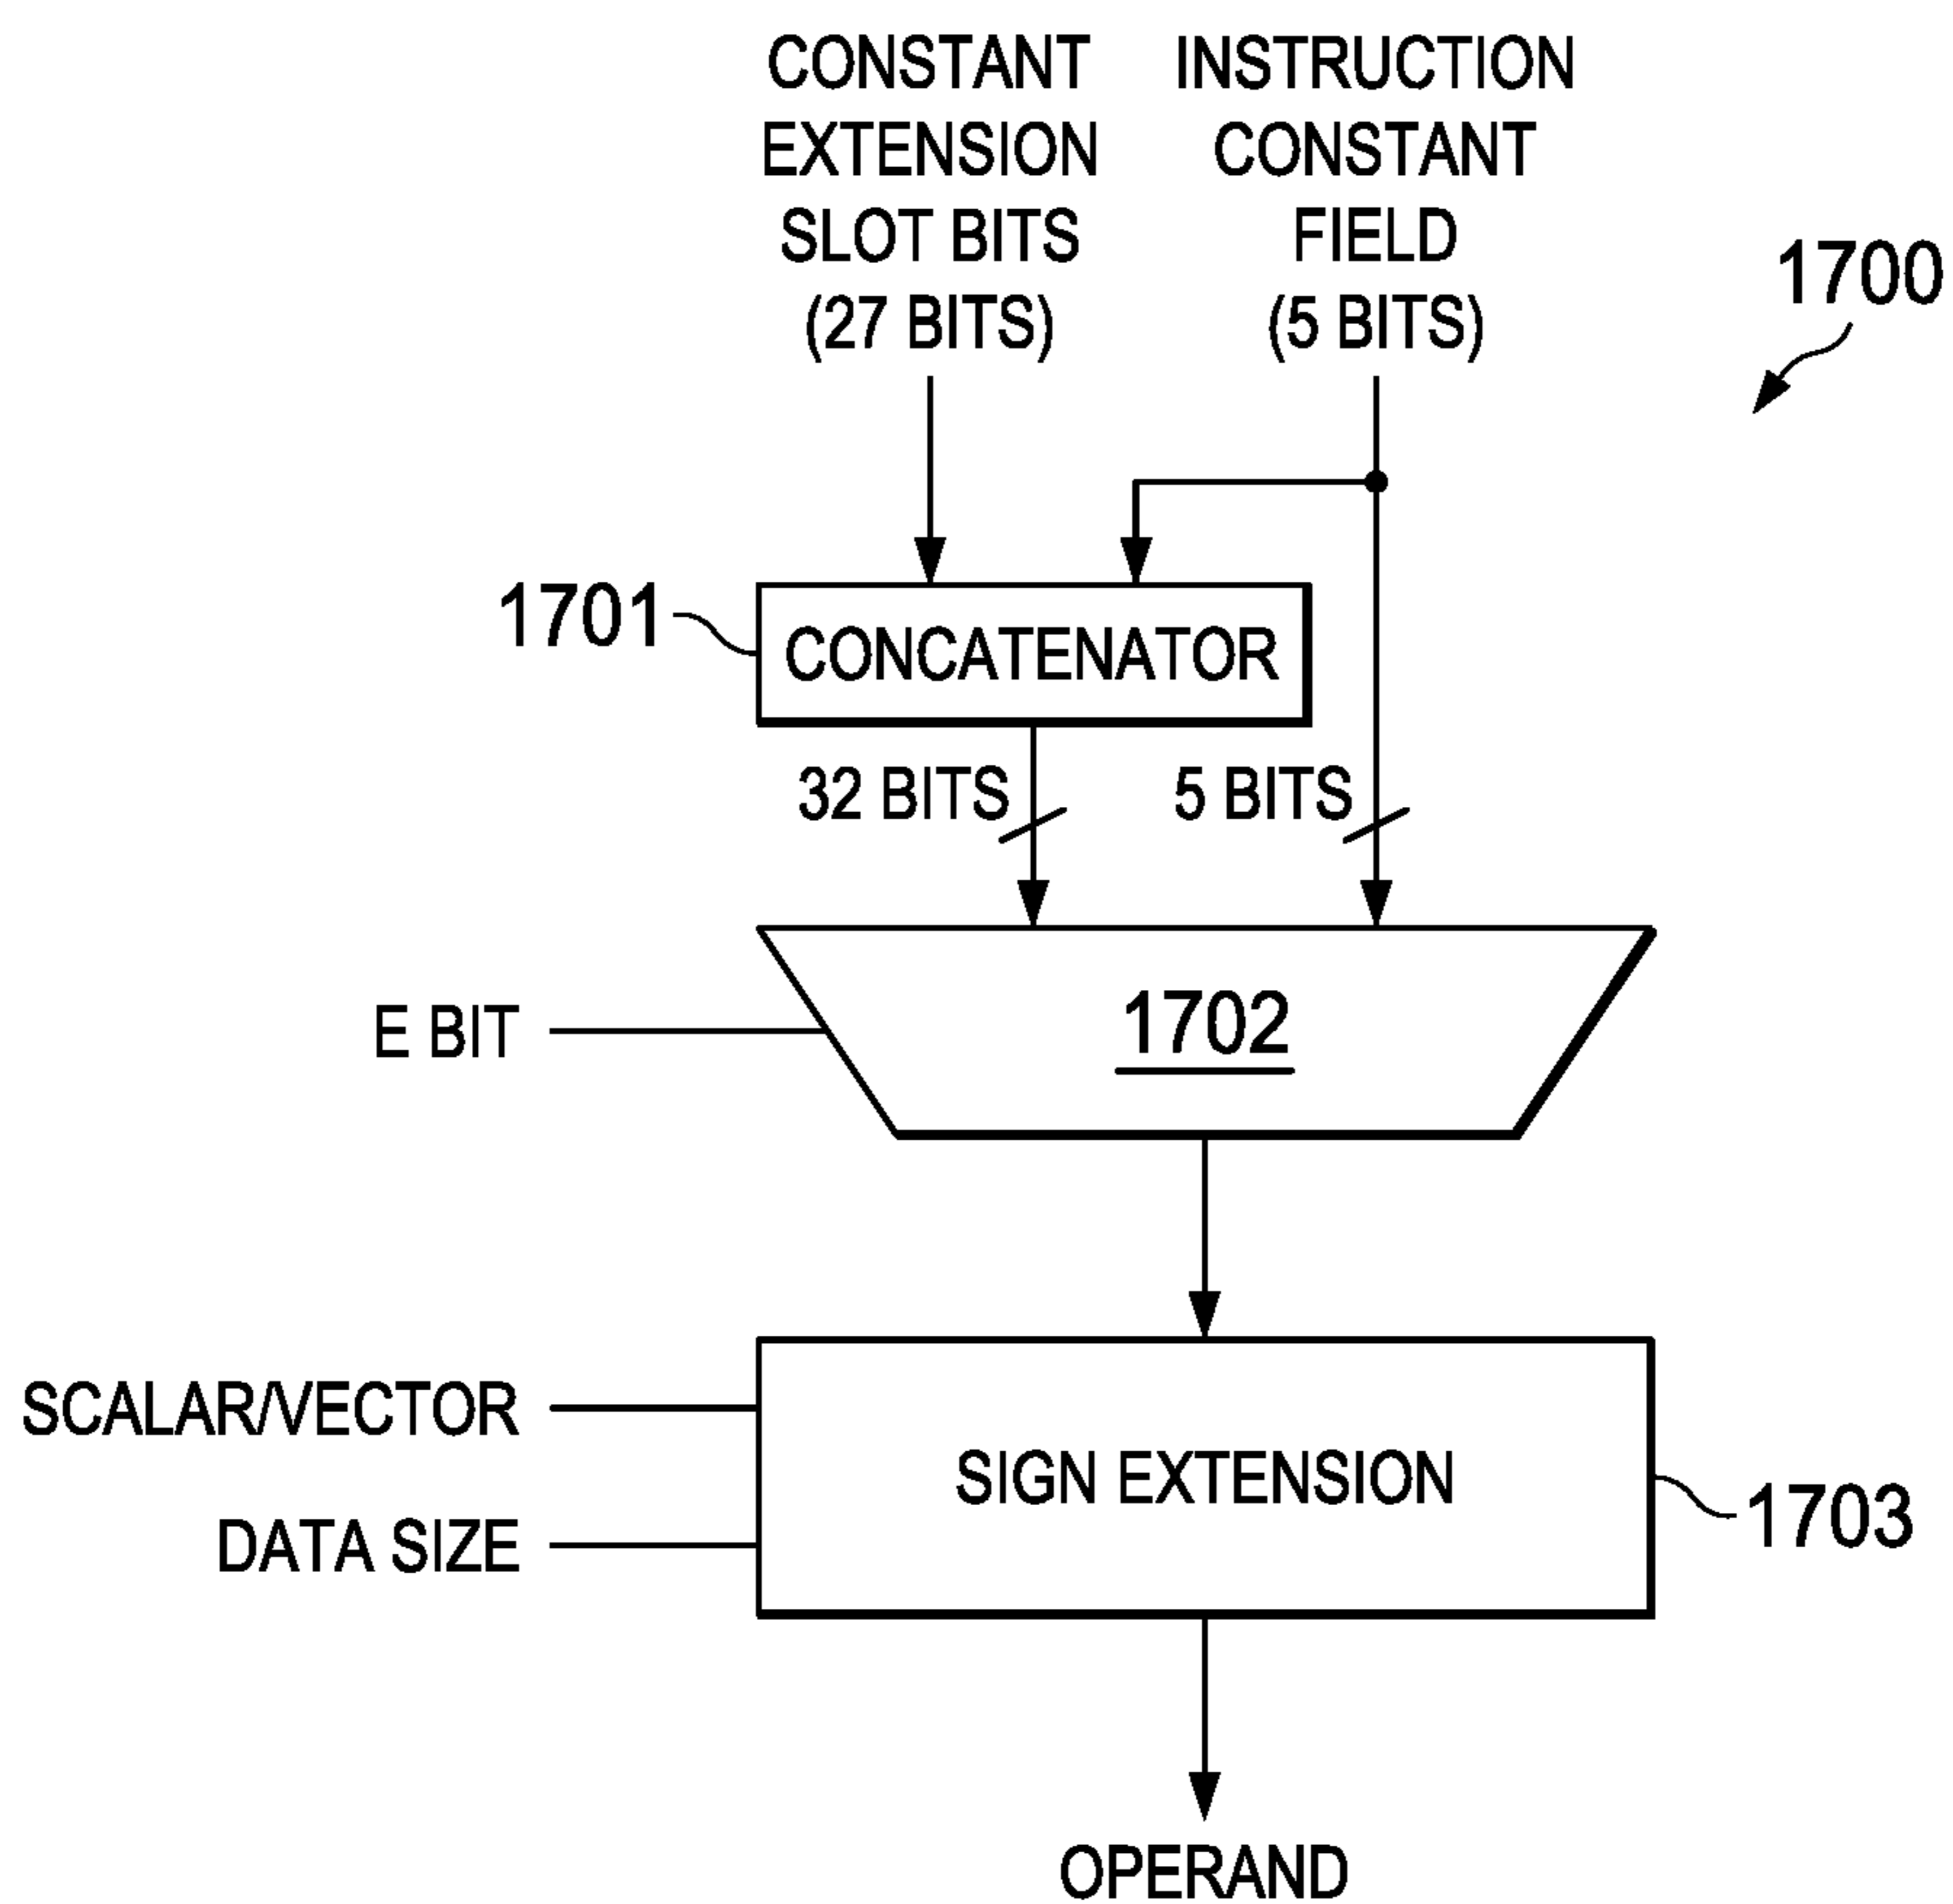 CONSTANT
EXTENSION
SLOT BITS
(27 BITS)
INSTRUCTION
CONSTANT
FIELD
(5 BITS)
1700
1701
CONCATENATOR
32 BITS
5 BITS
E BIT
1702
SCALAR/VECTOR
SIGN EXTENSION
DATA SIZE
1703
OPERAND